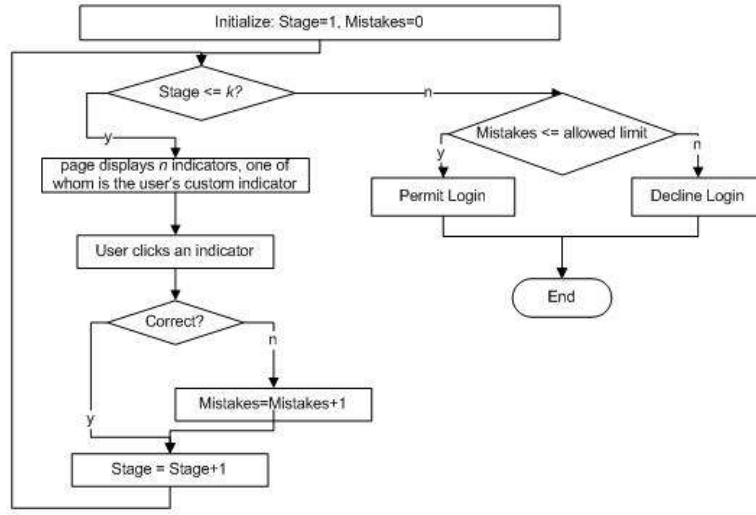 Initialize: Stage=1, Mistakes=0
Stage <= k?
n
y
Mistakes <= allowed limit
y
n
page displays n indicators, one of
whom is the user's custom indicator
Permit Login
Decline Login
User clicks an indicator
End
Correct?
n
Mistakes=Mistakes+1
y
Stage = Stage+1